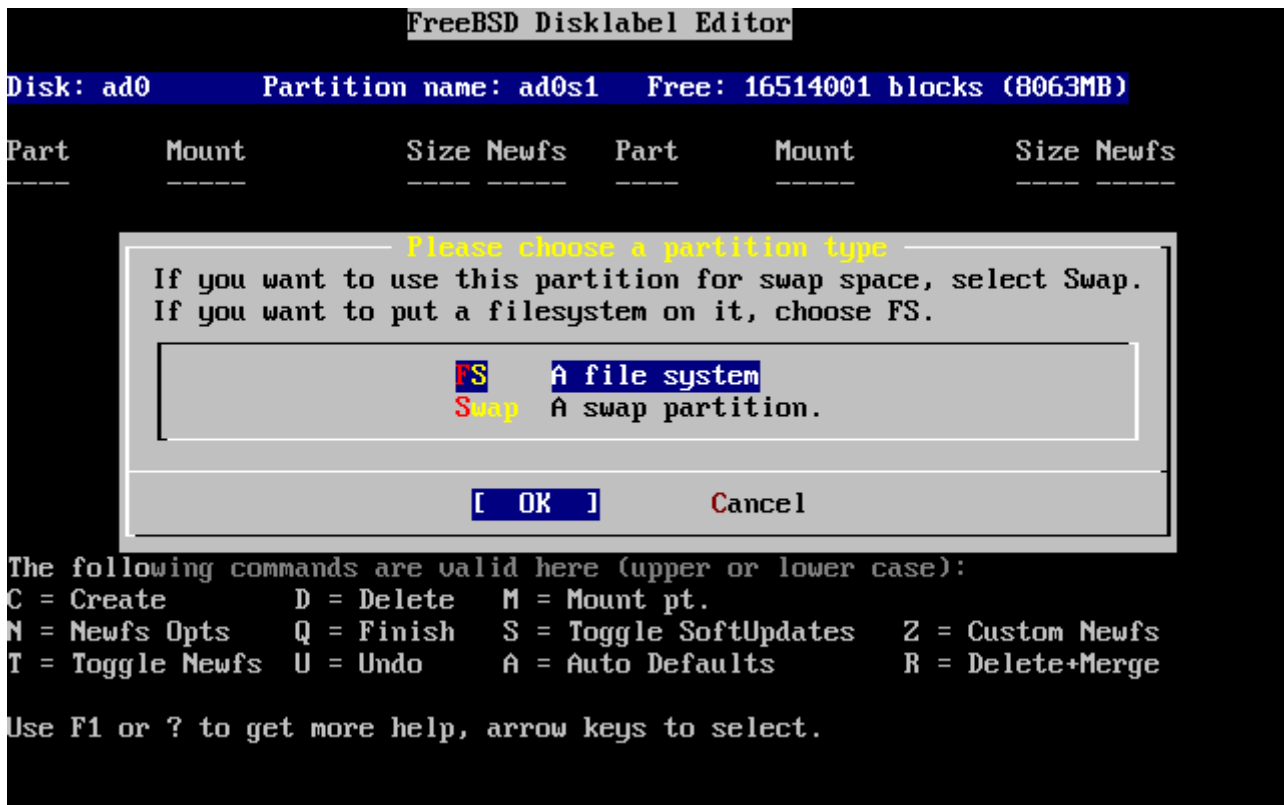 FreeBSD Disklabel Editor
Disk: ad0 Partition name: ad0s1 Free: 16514001 blocks (8063MB)
Part Mount Size Newfs Part Mount Size Newfs
---- ----- ---- ----- ---- ----- ---- -----
Please choose a partition type
If you want to use this partition for swap space, select Swap.
If you want to put a filesystem on it, choose FS.
FS A file system
Swap A swap partition.
[ OK ] Cancel
The following commands are valid here (upper or lower case):
C = Create D = Delete M = Mount pt.
N = Newfs Opts Q = Finish S = Toggle SoftUpdates Z = Custom Newfs
T = Toggle Newfs U = Undo A = Auto Defaults R = Delete+Merge
Use F1 or ? to get more help, arrow keys to select.